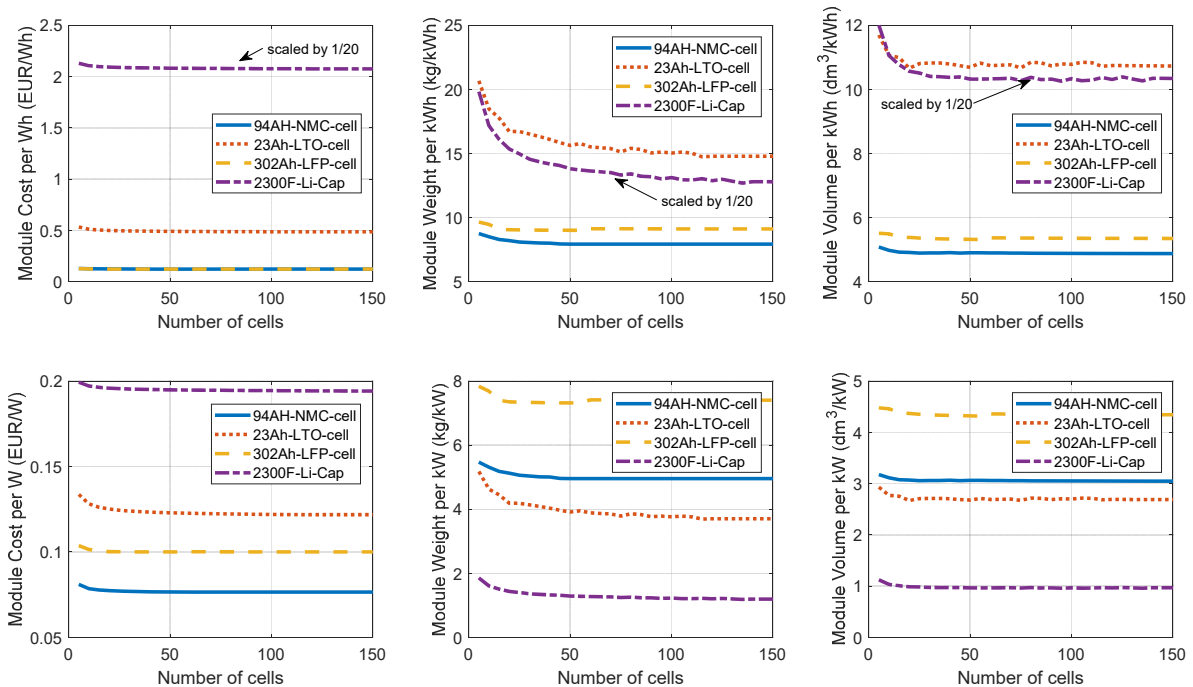 Module Cost per Wh (EUR/Wh)
2.5
2
1.5
1
0.5
0
0
50
100
150
Number of cells
scaled by 1/20
94AH-NMC-cell
23Ah-LTO-cell
302Ah-LFP-cell
2300F-Li-Cap
Module Weight per kWh (kg/kWh)
25
20
15
10
5
0
50
100
150
Number of cells
94AH-NMC-cell
23Ah-LTO-cell
302Ah-LFP-cell
2300F-Li-Cap
scaled by 1/20
Module Volume per kWh (dm³/kWh)
12
10
8
6
4
0
50
100
150
Number of cells
scaled by 1/20
94AH-NMC-cell
23Ah-LTO-cell
302Ah-LFP-cell
2300F-Li-Cap
Module Cost per W (EUR/W)
0.2
0.15
0.1
0.05
0
50
100
150
Number of cells
94AH-NMC-cell
23Ah-LTO-cell
302Ah-LFP-cell
2300F-Li-Cap
Module Weight per kW (kg/kW)
8
6
4
2
0
0
50
100
150
Number of cells
94AH-NMC-cell
23Ah-LTO-cell
302Ah-LFP-cell
2300F-Li-Cap
Module Volume per kW (dm³/kW)
5
4
3
2
1
0
0
50
100
150
Number of cells
94AH-NMC-cell
23Ah-LTO-cell
302Ah-LFP-cell
2300F-Li-Cap